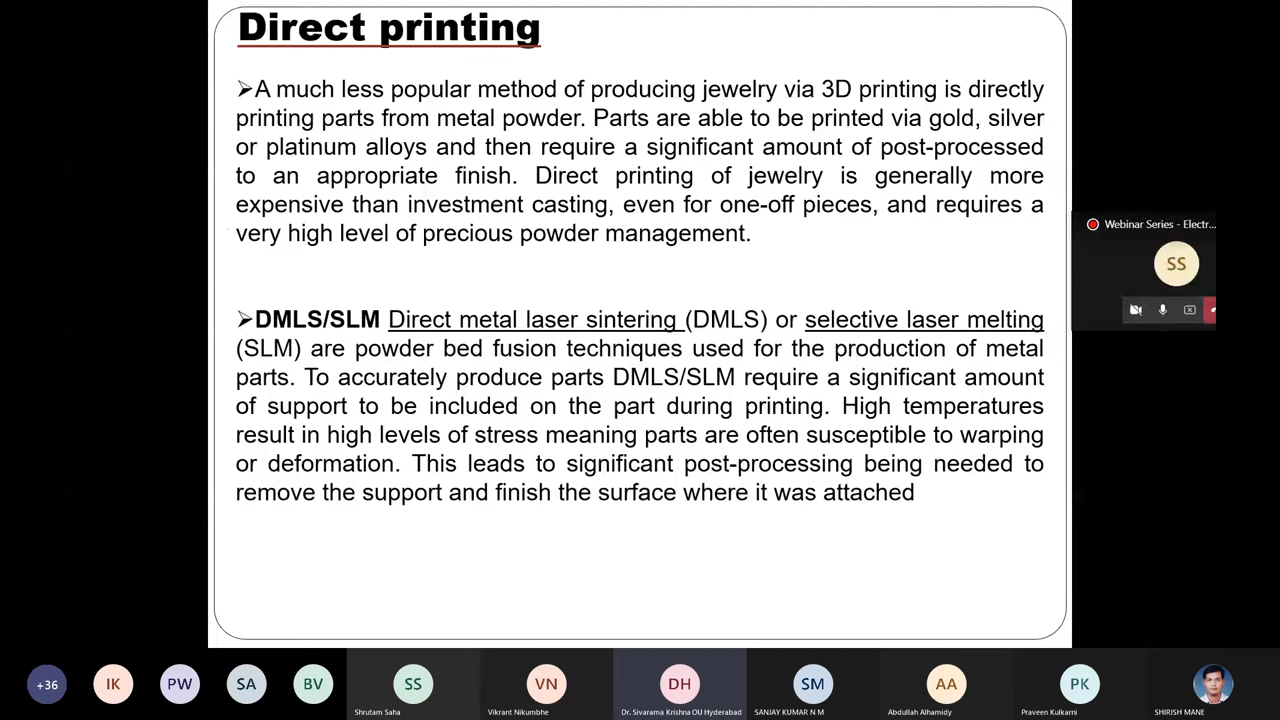 Direct printing
➢A much less popular method of producing jewelry via 3D printing is directly
printing parts from metal powder. Parts are able to be printed via gold, silver
or platinum alloys and then require a significant amount of post-processed
to an appropriate finish. Direct printing of jewelry is generally more
expensive than investment casting, even for one-off pieces, and requires a
very high level of precious powder management.
➢DMLS/SLM Direct metal laser sintering (DMLS) or selective laser melting
(SLM) are powder bed fusion techniques used for the production of metal
parts. To accurately produce parts DMLS/SLM require a significant amount
of support to be included on the part during printing. High temperatures
result in high levels of stress meaning parts are often susceptible to warping
or deformation. This leads to significant post-processing being needed to
remove the support and finish the surface where it was attached
Webinar Series - Electr...
SS
+36
IK
PW
SA
BV
SS
VN
DH
SM
AA
PK
Shrutam Saha
Vikrant Nikumbhe
Dr. Sivarama Krishna OU Hyderabad
SANJAY KUMAR N M
Abdullah Alhamidy
Praveen Kulkarni
SHIRISH MANE